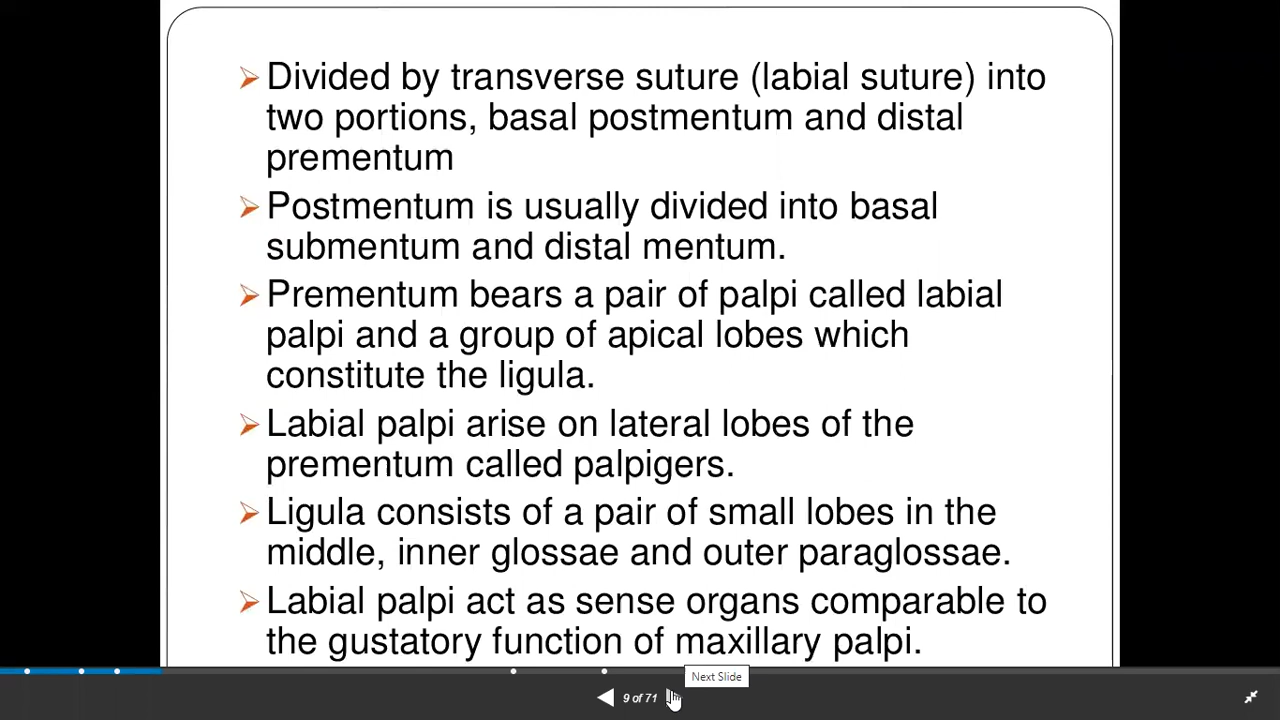 Divided by transverse suture (labial suture) into
two portions, basal postmentum and distal
prementum
Postmentum is usually divided into basal
submentum and distal mentum.
Prementum bears a pair of palpi called labial
palpi and a group of apical lobes which
constitute the ligula.
Labial palpi arise on lateral lobes of the
prementum called palpigers.
Ligula consists of a pair of small lobes in the
middle, inner glossae and outer paraglossae.
Labial palpi act as sense organs comparable to
the gustatory function of maxillary palpi.
Next Slide
9 of 71